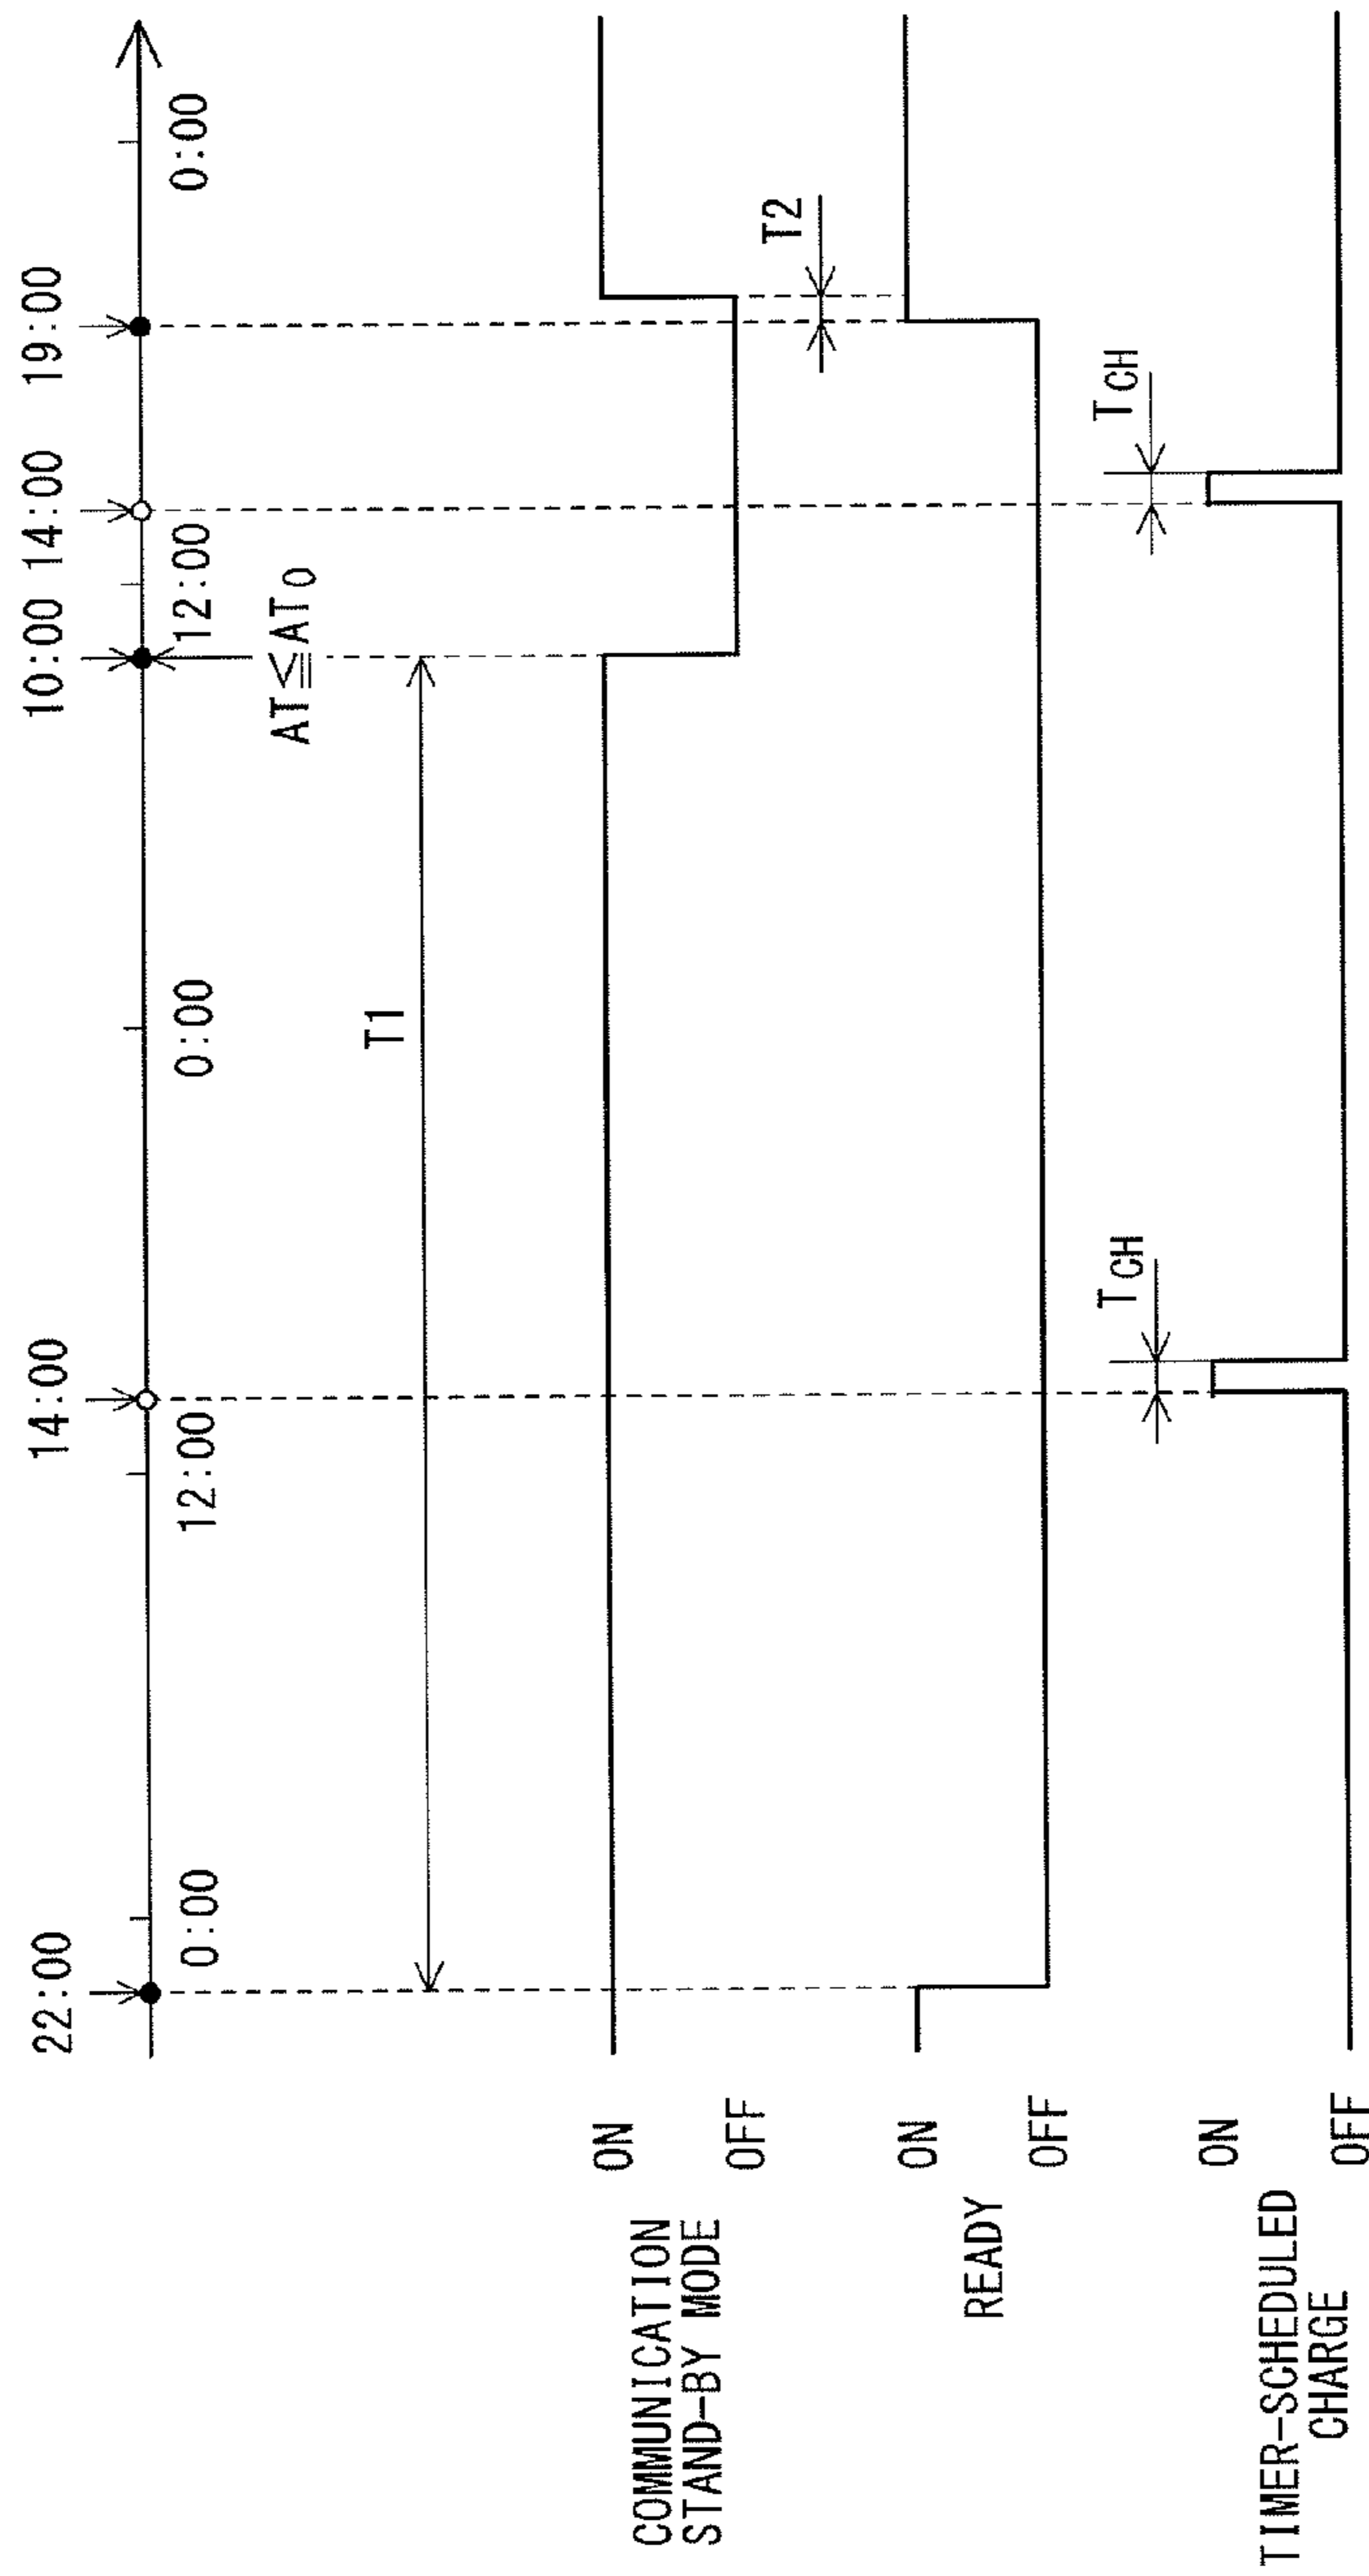 22:00 14:00 10:00 14:00 19:00
0:00 12:00 0:00 12:00 0:00
AT≦AT0
T1
COMMUNICATION
STAND-BY MODE
ON
OFF
T2
READY
ON
OFF
TIMER-SCHEDULED
CHARGE
ON
OFF
TCH TCH